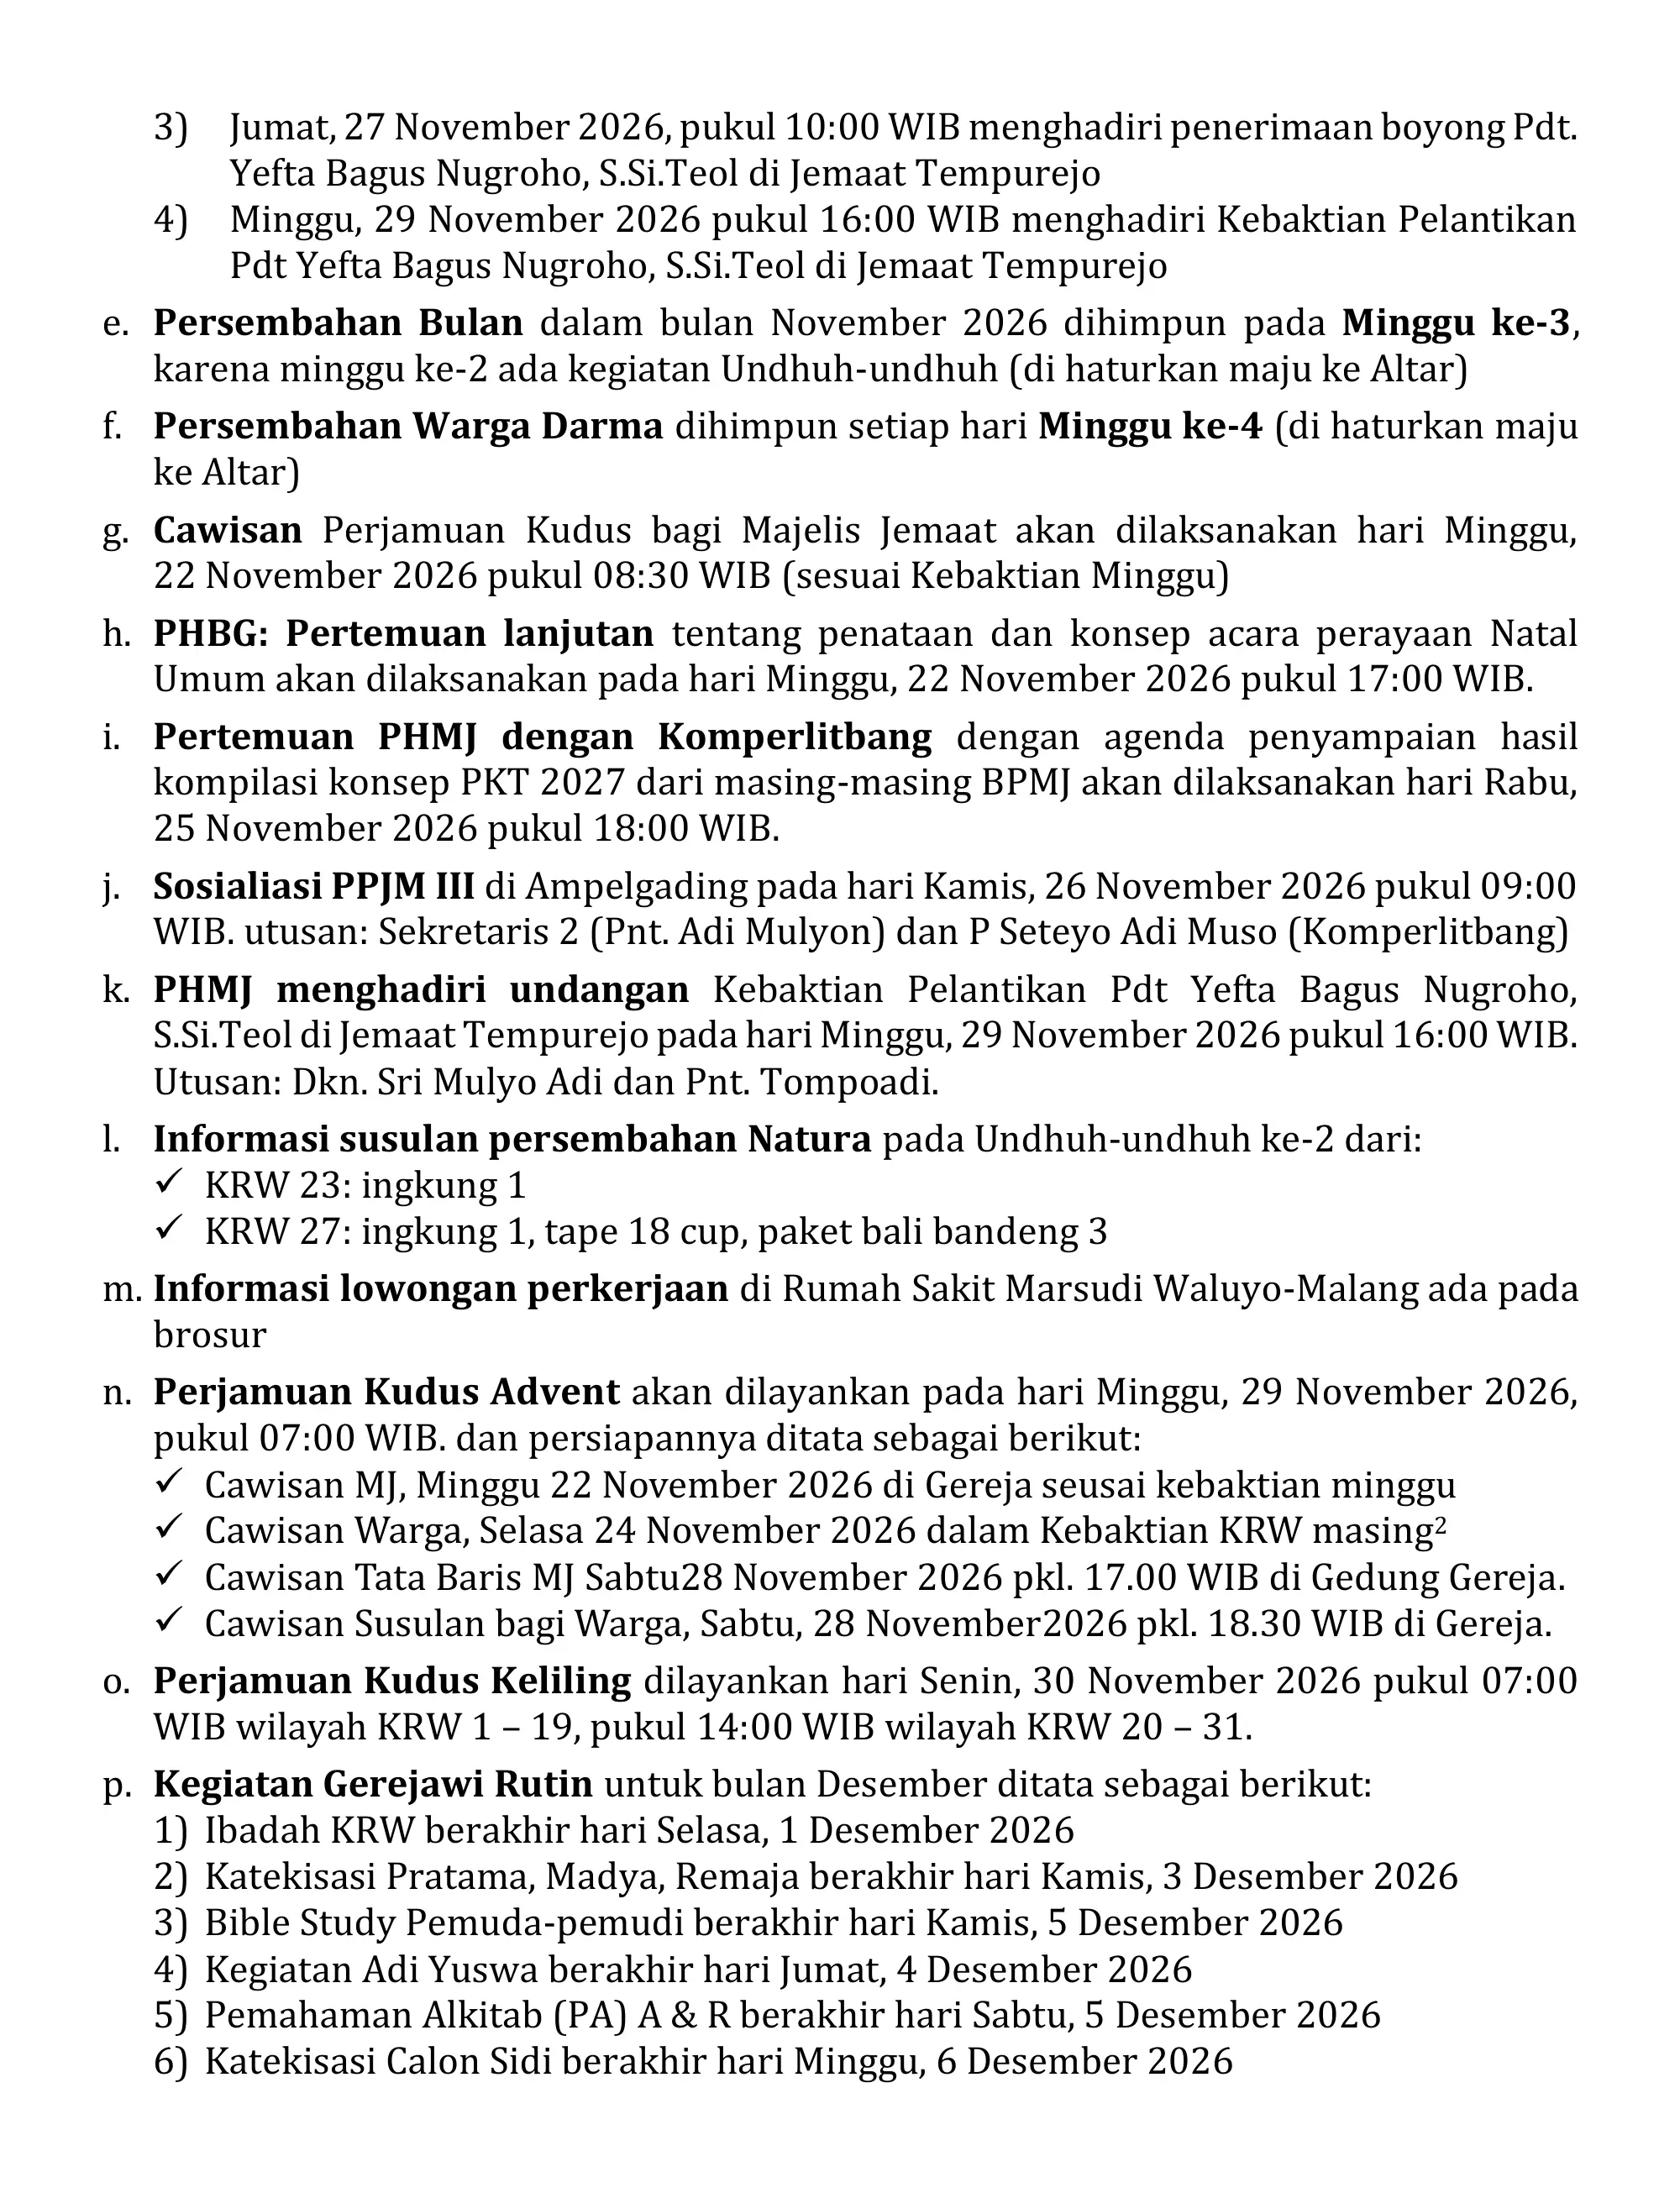 3) Jumat, 27 November 2026, pukul 10:00 WIB menghadiri penerimaan boyong Pdt.
Yefta Bagus Nugroho, S.Si.Teol di Jemaat Tempurejo
4) Minggu, 29 November 2026 pukul 16:00 WIB menghadiri Kebaktian Pelantikan
Pdt Yefta Bagus Nugroho, S.Si.Teol di Jemaat Tempurejo
e. Persembahan Bulan dalam bulan November 2026 dihimpun pada Minggu ke-3,
karena minggu ke-2 ada kegiatan Undhuh-undhuh (di haturkan maju ke Altar)
f. Persembahan Warga Darma dihimpun setiap hari Minggu ke-4 (di haturkan maju
ke Altar)
g. Cawisan Perjamuan Kudus bagi Majelis Jemaat akan dilaksanakan hari Minggu,
22 November 2026 pukul 08:30 WIB (sesuai Kebaktian Minggu)
h. PHBG: Pertemuan lanjutan tentang penataan dan konsep acara perayaan Natal
Umum akan dilaksanakan pada hari Minggu, 22 November 2026 pukul 17:00 WIB.
i. Pertemuan PHMJ dengan Komperlitbang dengan agenda penyampaian hasil
kompilasi konsep PKT 2027 dari masing-masing BPMJ akan dilaksanakan hari Rabu,
25 November 2026 pukul 18:00 WIB.
j. Sosialiasi PPJM III di Ampelgading pada hari Kamis, 26 November 2026 pukul 09:00
WIB. utusan: Sekretaris 2 (Pnt. Adi Mulyon) dan P Seteyo Adi Muso (Komperlitbang)
k. PHMJ menghadiri undangan Kebaktian Pelantikan Pdt Yefta Bagus Nugroho,
S.Si.Teol di Jemaat Tempurejo pada hari Minggu, 29 November 2026 pukul 16:00 WIB.
Utusan: Dkn. Sri Mulyo Adi dan Pnt. Tompoadi.
l. Informasi susulan persembahan Natura pada Undhuh-undhuh ke-2 dari:
✓ KRW 23: ingkung 1
✓ KRW 27: ingkung 1, tape 18 cup, paket bali bandeng 3
m. Informasi lowongan perkerjaan di Rumah Sakit Marsudi Waluyo-Malang ada pada
brosur
n. Perjamuan Kudus Advent akan dilayankan pada hari Minggu, 29 November 2026,
pukul 07:00 WIB. dan persiapannya ditata sebagai berikut:
✓ Cawisan MJ, Minggu 22 November 2026 di Gereja seusai kebaktian minggu
✓ Cawisan Warga, Selasa 24 November 2026 dalam Kebaktian KRW masing²
✓ Cawisan Tata Baris MJ Sabtu28 November 2026 pkl. 17.00 WIB di Gedung Gereja.
✓ Cawisan Susulan bagi Warga, Sabtu, 28 November2026 pkl. 18.30 WIB di Gereja.
o. Perjamuan Kudus Keliling dilayankan hari Senin, 30 November 2026 pukul 07:00
WIB wilayah KRW 1 – 19, pukul 14:00 WIB wilayah KRW 20 – 31.
p. Kegiatan Gerejawi Rutin untuk bulan Desember ditata sebagai berikut:
1) Ibadah KRW berakhir hari Selasa, 1 Desember 2026
2) Katekisasi Pratama, Madya, Remaja berakhir hari Kamis, 3 Desember 2026
3) Bible Study Pemuda-pemudi berakhir hari Kamis, 5 Desember 2026
4) Kegiatan Adi Yuswa berakhir hari Jumat, 4 Desember 2026
5) Pemahaman Alkitab (PA) A & R berakhir hari Sabtu, 5 Desember 2026
6) Katekisasi Calon Sidi berakhir hari Minggu, 6 Desember 2026